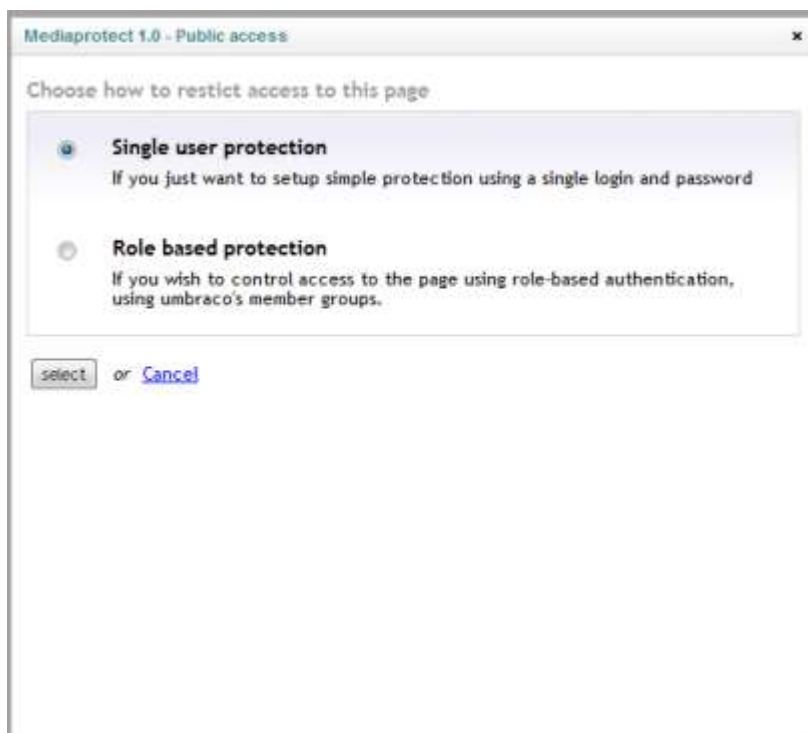 Mediaprotect 1.0 - Public access
Choose how to restict access to this page
Single user protection
If you just want to setup simple protection using a single login and password
Role based protection
If you wish to control access to the page using role-based authentication,
using umbraco's member groups.
select or Cancel